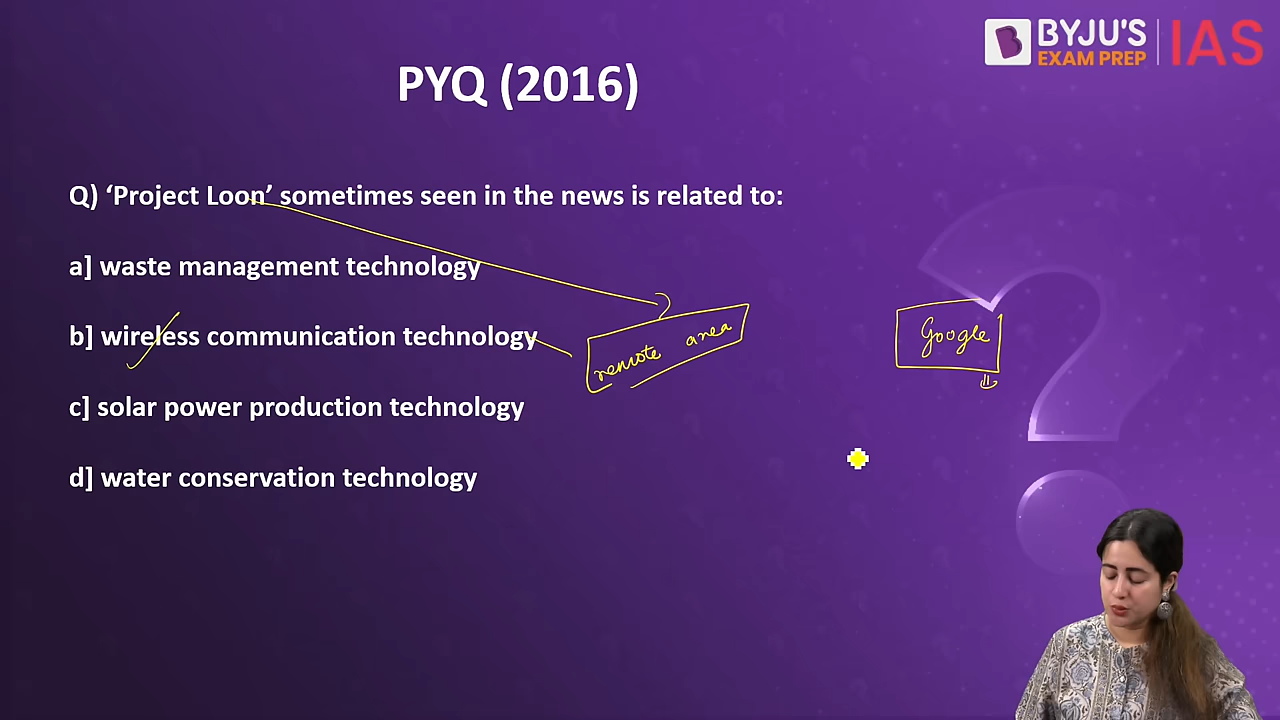 BYJU'S
EXAM PREP
IAS
PYQ (2016)
Q) ‘Project Loon’ sometimes seen in the news is related to:
a] waste management technology
b] wireless communication technology
remote area
Google
c] solar power production technology
d] water conservation technology